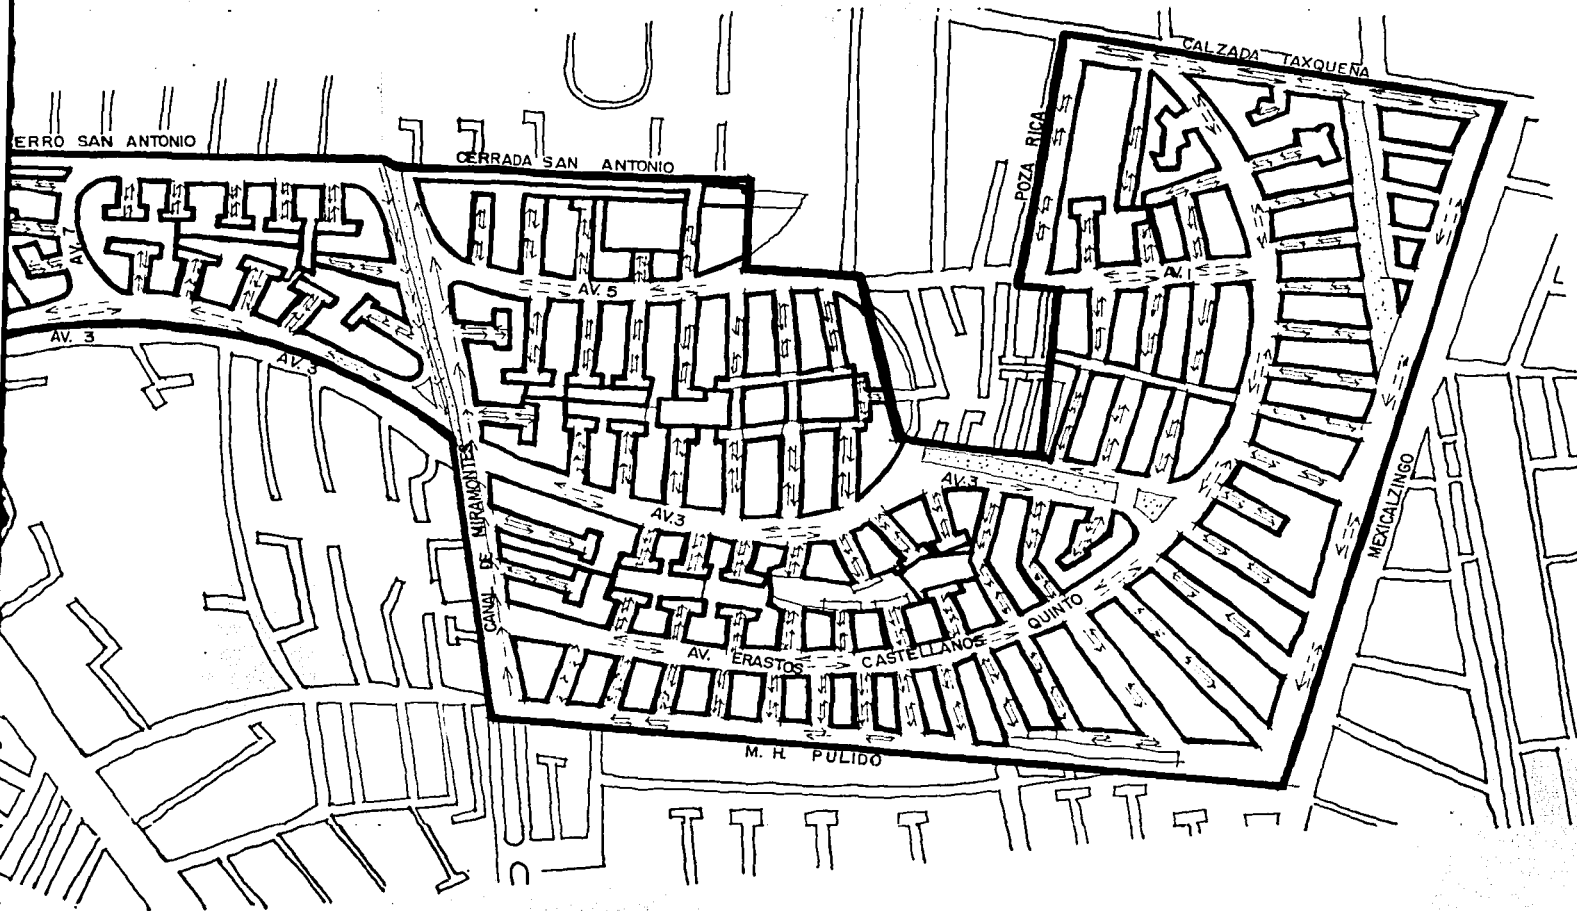 CALZADA TAXQUEÑA
ERRO SAN ANTONIO
CERRADA SAN ANTONIO
POZA RICA
AV. 7
AV. 1
AV. 5
AV. 3
AV. 3
AV.3
AV.3
CANAL DE MIRAMONTES
MEXICALZINGO
AV. ERASTOS CASTELLANOS QUINTO
M. H. PULIDO